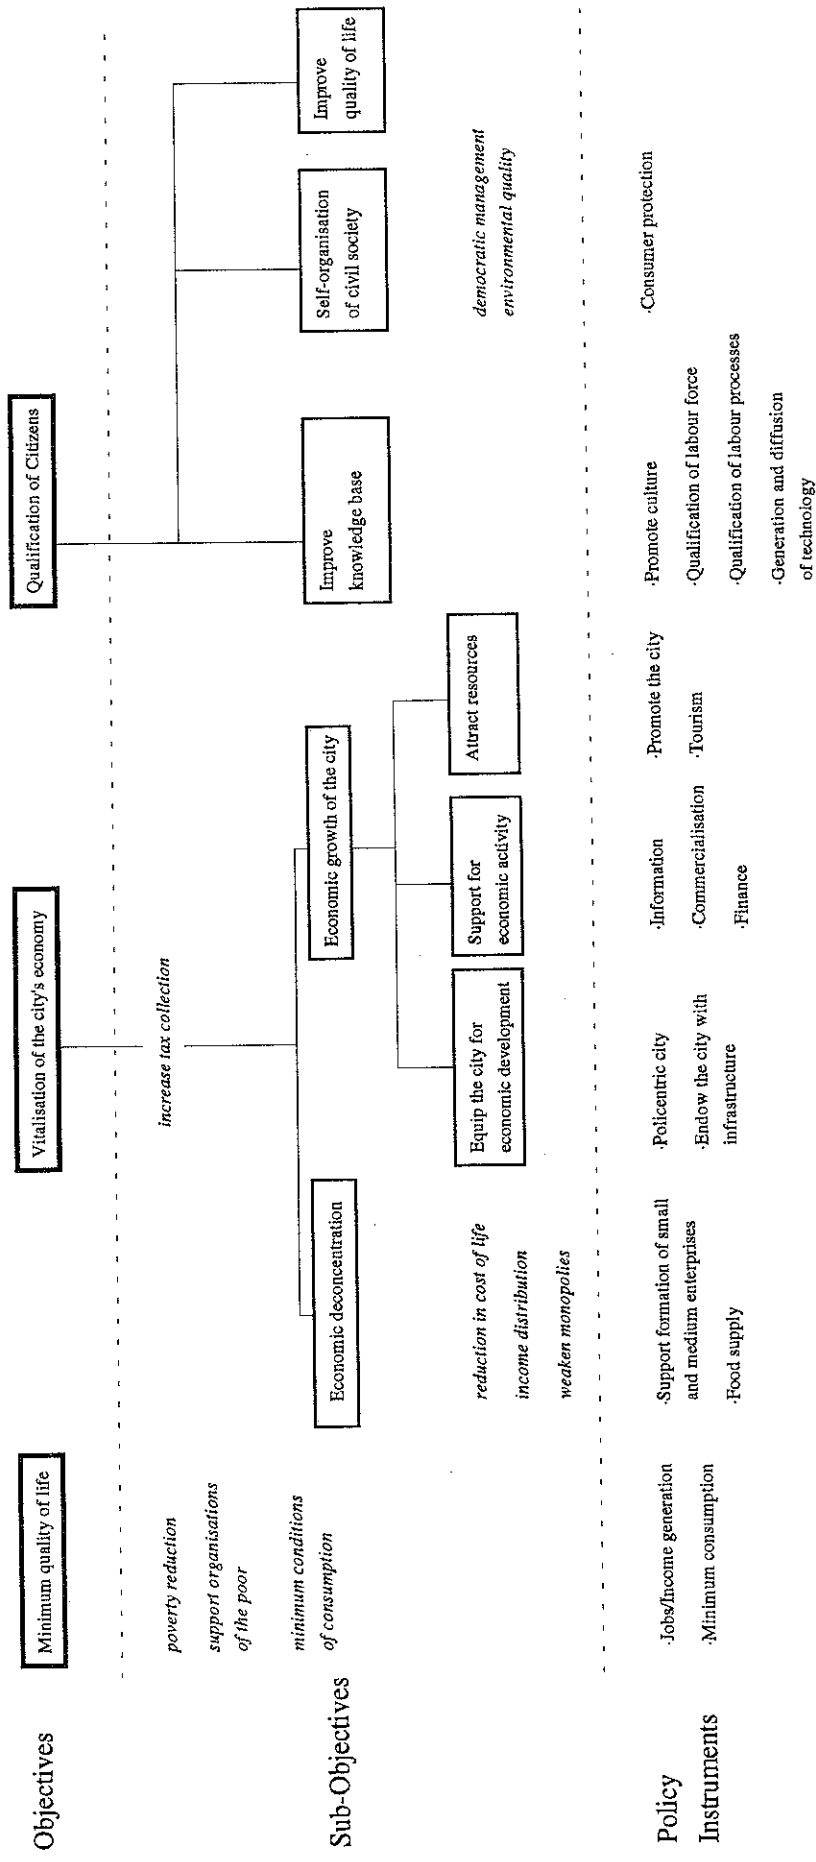 Objectives
Minimum quality of life
Vitalisation of the city's economy
Qualification of Citizens
Sub-Objectives
poverty reduction
support organisations
of the poor
minimum conditions
of consumption
increase tax collection
Economic deconcentration
Economic growth of the city
Improve
knowledge base
Self-organisation
of civil society
Improve
quality of life
reduction in cost of life
income distribution
weaken monopolies
Equip the city for
economic development
Support for
economic activity
Attract resources
democratic management
environmental quality
Policy
Instruments
·Jobs/Income generation
·Minimum consumption
·Support formation of small
and medium enterprises
·Food supply
·Policentric city
·Endow the city with
infrastructure
·Information
·Commercialisation
·Finance
·Promote the city
·Tourism
·Promote culture
·Qualification of labour force
·Qualification of labour processes
·Generation and diffusion
of technology
·Consumer protection